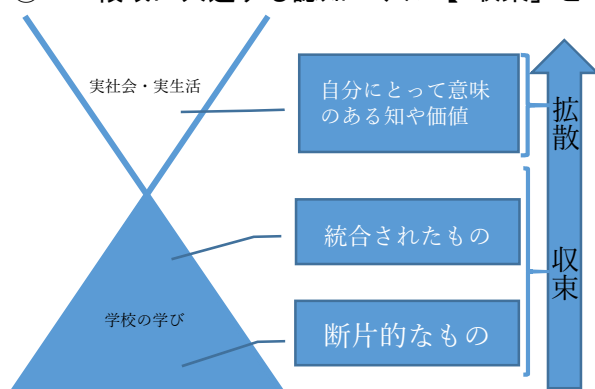 実社会・実生活
自分にとって意味
のある知や価値
拡散
統合されたもの
収束
学校の学び
断片的なもの